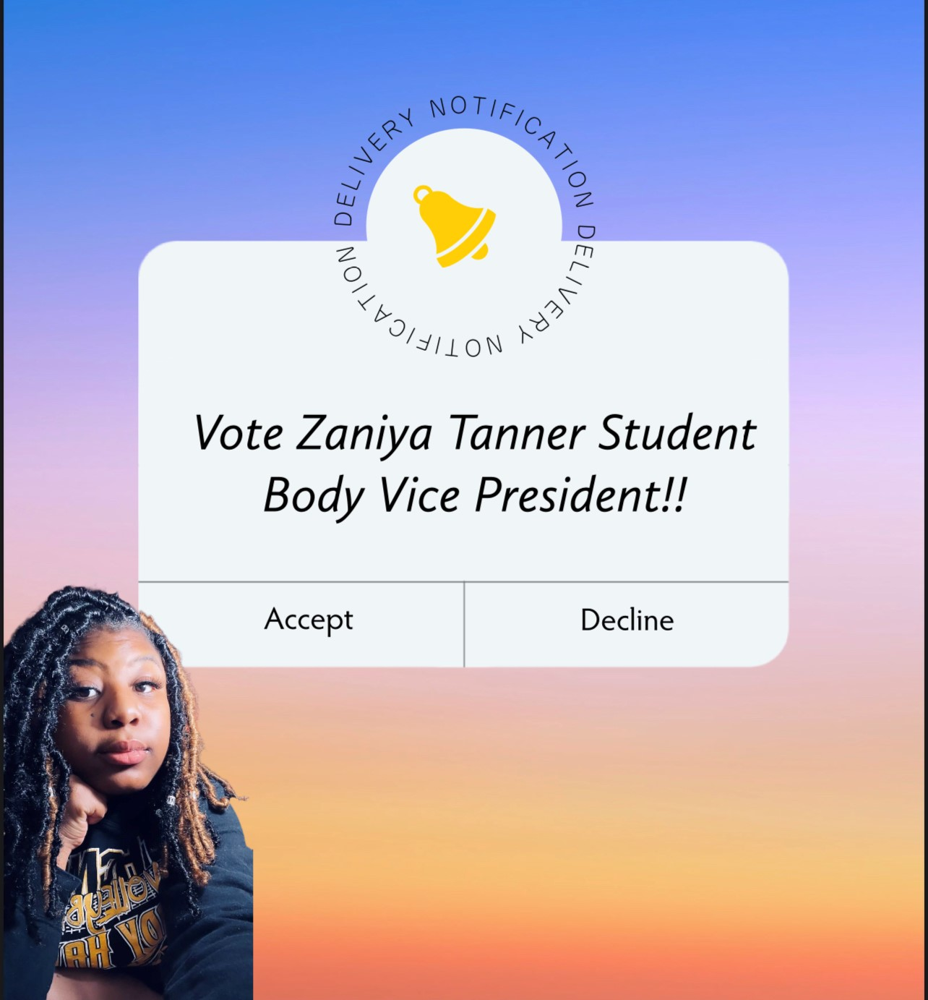 DELIVERY NOTIFICATION DELIVERY NOTIFICATION
Vote Zaniya Tanner Student
Body Vice President!!
Accept
Decline